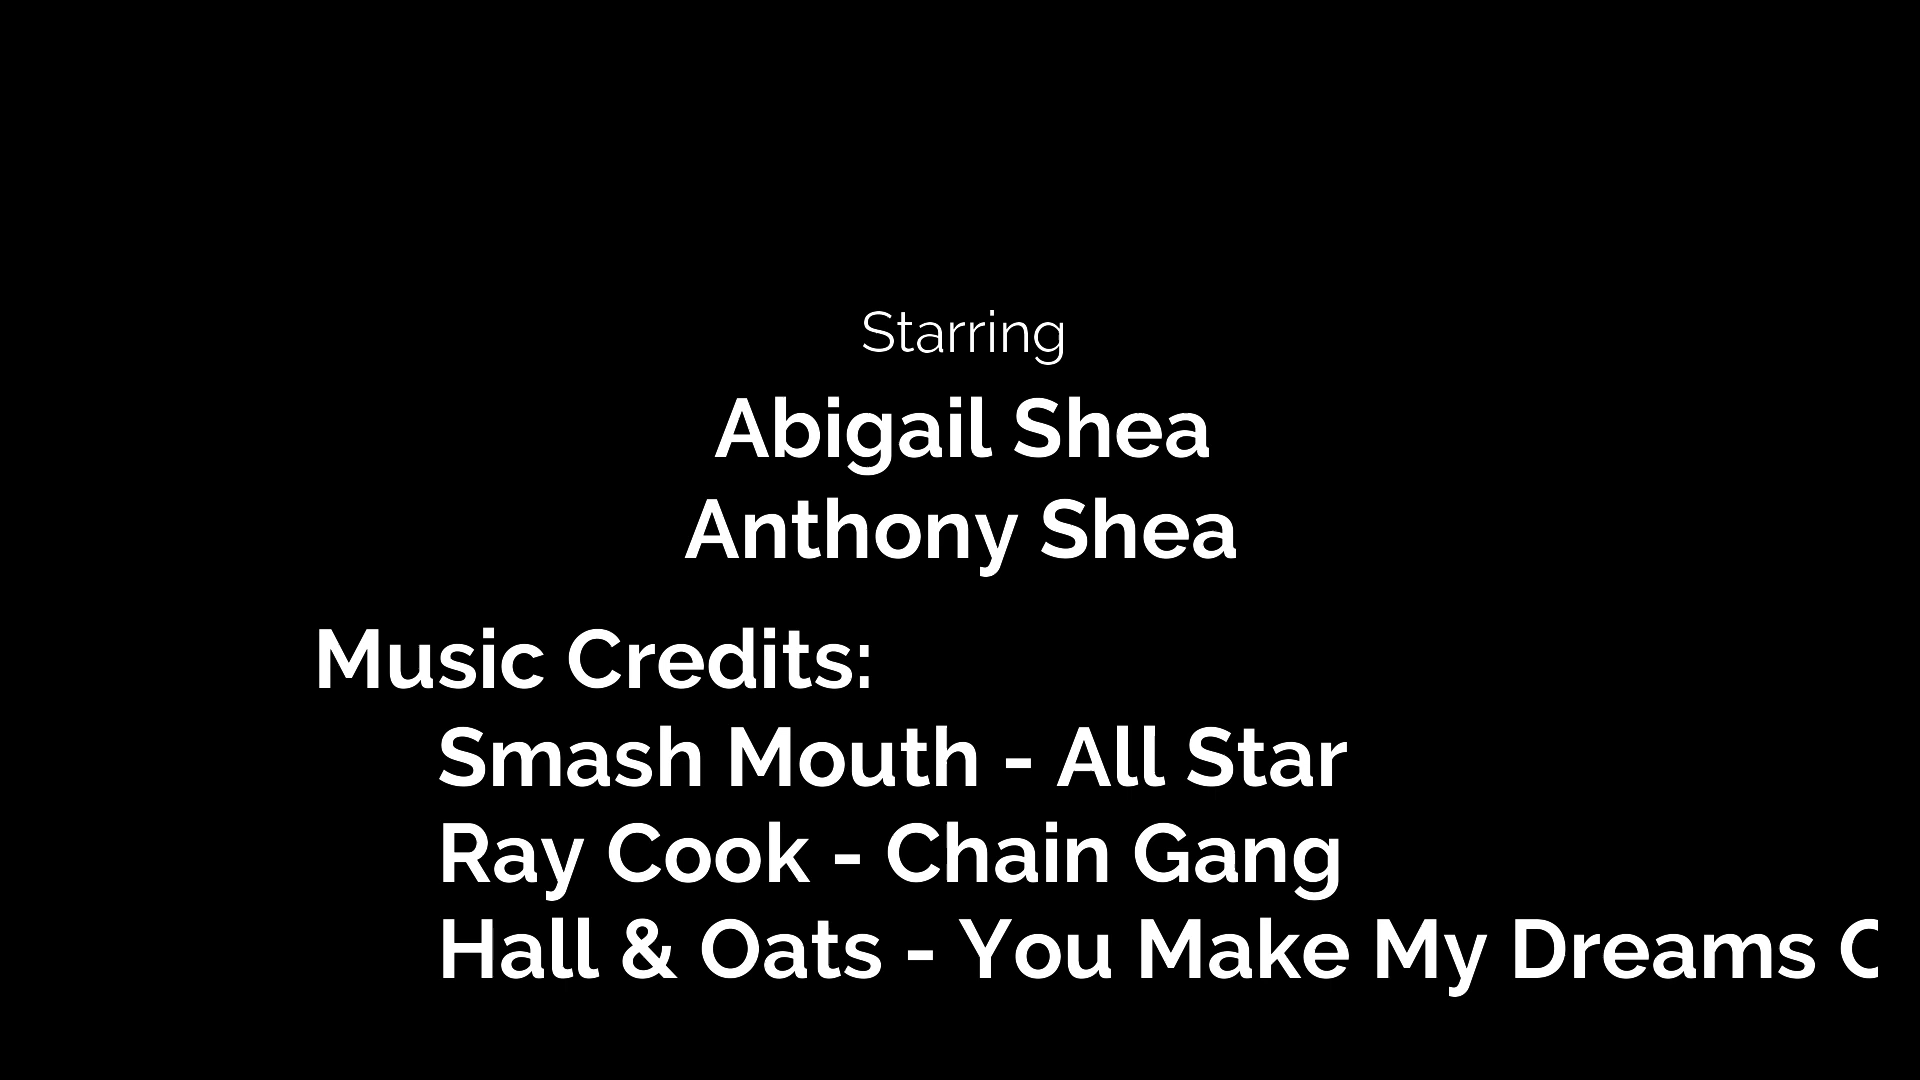 Starring
Abigail Shea
Anthony Shea
Music Credits:
Smash Mouth - All Star
Ray Cook - Chain Gang
Hall & Oats - You Make My Dreams